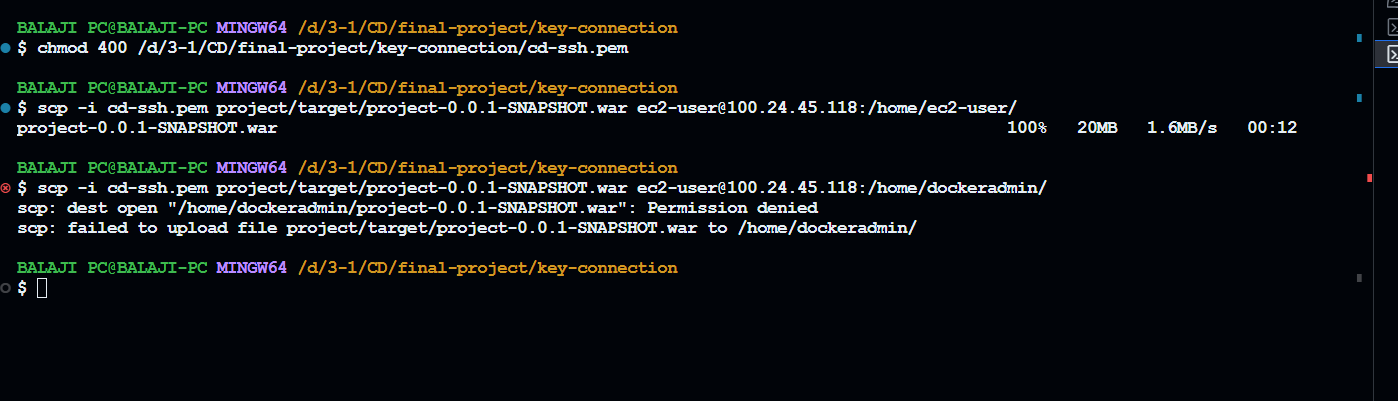 BALAJI PC@BALAJI-PC MINGW64 /d/3-1/CD/final-project/key-connection
$ chmod 400 /d/3-1/CD/final-project/key-connection/cd-ssh.pem
BALAJI PC@BALAJI-PC MINGW64 /d/3-1/CD/final-project/key-connection
$ scp -i cd-ssh.pem project/target/project-0.0.1-SNAPSHOT.war ec2-user@100.24.45.118:/home/ec2-user/
project-0.0.1-SNAPSHOT.war 100% 20MB 1.6MB/s 00:12
BALAJI PC@BALAJI-PC MINGW64 /d/3-1/CD/final-project/key-connection
$ scp -i cd-ssh.pem project/target/project-0.0.1-SNAPSHOT.war ec2-user@100.24.45.118:/home/dockeradmin/
scp: dest open "/home/dockeradmin/project-0.0.1-SNAPSHOT.war": Permission denied
scp: failed to upload file project/target/project-0.0.1-SNAPSHOT.war to /home/dockeradmin/
BALAJI PC@BALAJI-PC MINGW64 /d/3-1/CD/final-project/key-connection
$